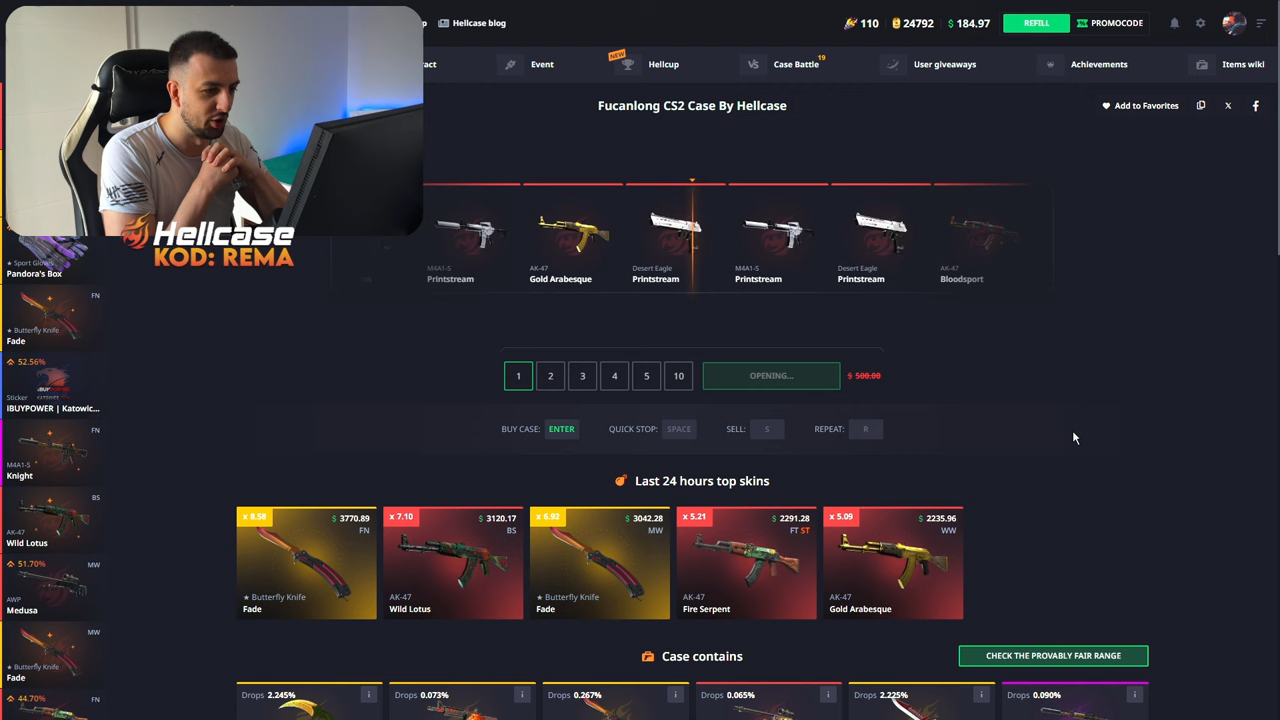 Hellcase blog
110
24792
$ 184.97
REFILL
PROMOCODE
Event
NEW
Hellcup
VS
Case Battle
19
User giveaways
Achievements
Items wiki
Fucanlong CS2 Case By Hellcase
Add to Favorites
Hellcase
KOD: REMA
M4A1-S
Printstream
AK-47
Gold Arabesque
Desert Eagle
Printstream
M4A1-S
Printstream
Desert Eagle
Printstream
AK-47
Bloodsport
★ Sport Gloves
Pandora's Box
FN
★ Butterfly Knife
Fade
52.56%
Sticker
IBUYPOWER | Katowic...
FN
M4A1-S
Knight
BS
AK-47
Wild Lotus
51.70%
MW
AWP
Medusa
MW
★ Butterfly Knife
Fade
44.70%
FN
1
2
3
4
5
10
OPENING...
$ 500.00
BUY CASE:
ENTER
QUICK STOP:
SPACE
SELL:
S
REPEAT:
R
Last 24 hours top skins
x 8.58
$ 3770.89
FN
★ Butterfly Knife
Fade
x 7.10
$ 3120.17
BS
AK-47
Wild Lotus
x 6.92
$ 3042.28
MW
★ Butterfly Knife
Fade
x 5.21
$ 2291.28
FT ST
AK-47
Fire Serpent
x 5.09
$ 2235.96
WW
AK-47
Gold Arabesque
Case contains
CHECK THE PROVABLY FAIR RANGE
Drops 2.245%
Drops 0.073%
Drops 0.267%
Drops 0.065%
Drops 2.225%
Drops 0.090%